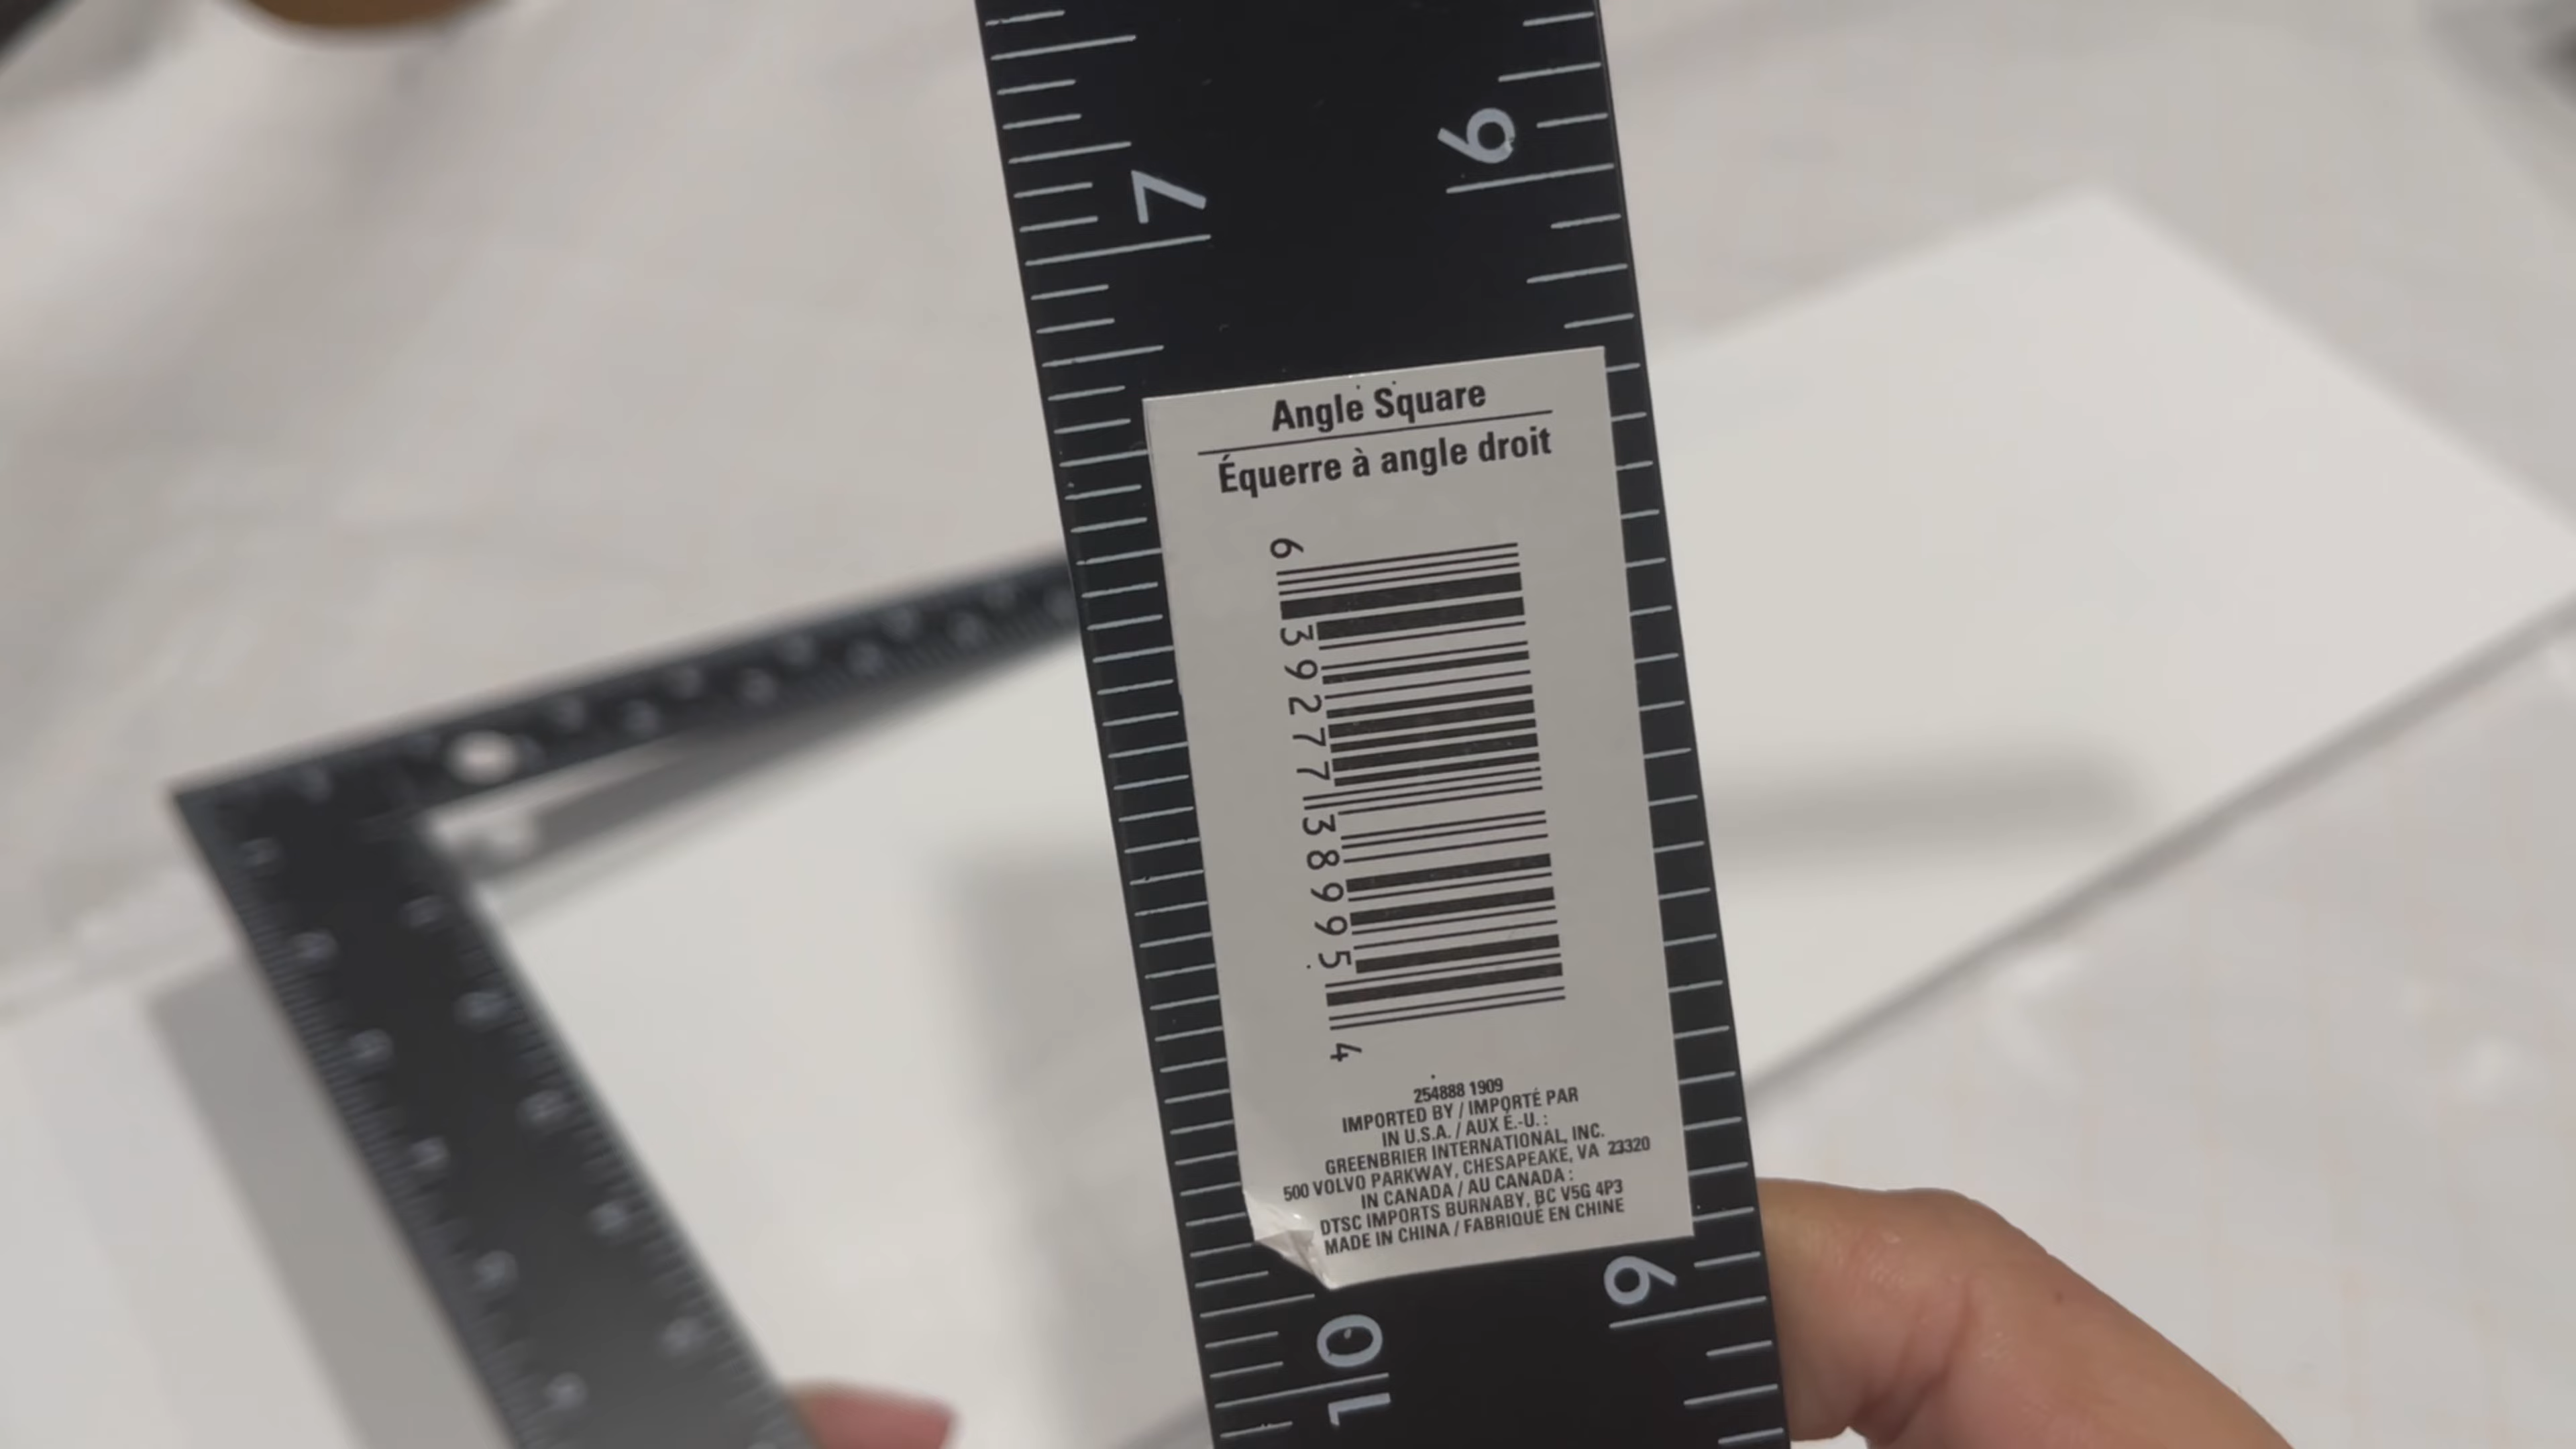 6
7
Angle Square
Équerre à angle droit
6 39277 38995 4
254888 1909
IMPORTED BY / IMPORTÉ PAR
IN U.S.A. / AUX É.-U. :
GREENBRIER INTERNATIONAL, INC.
500 VOLVO PARKWAY, CHESAPEAKE, VA 23320
IN CANADA / AU CANADA :
DTSC IMPORTS BURNABY, BC V5G 4P3
MADE IN CHINA / FABRIQUÉ EN CHINE
9
10